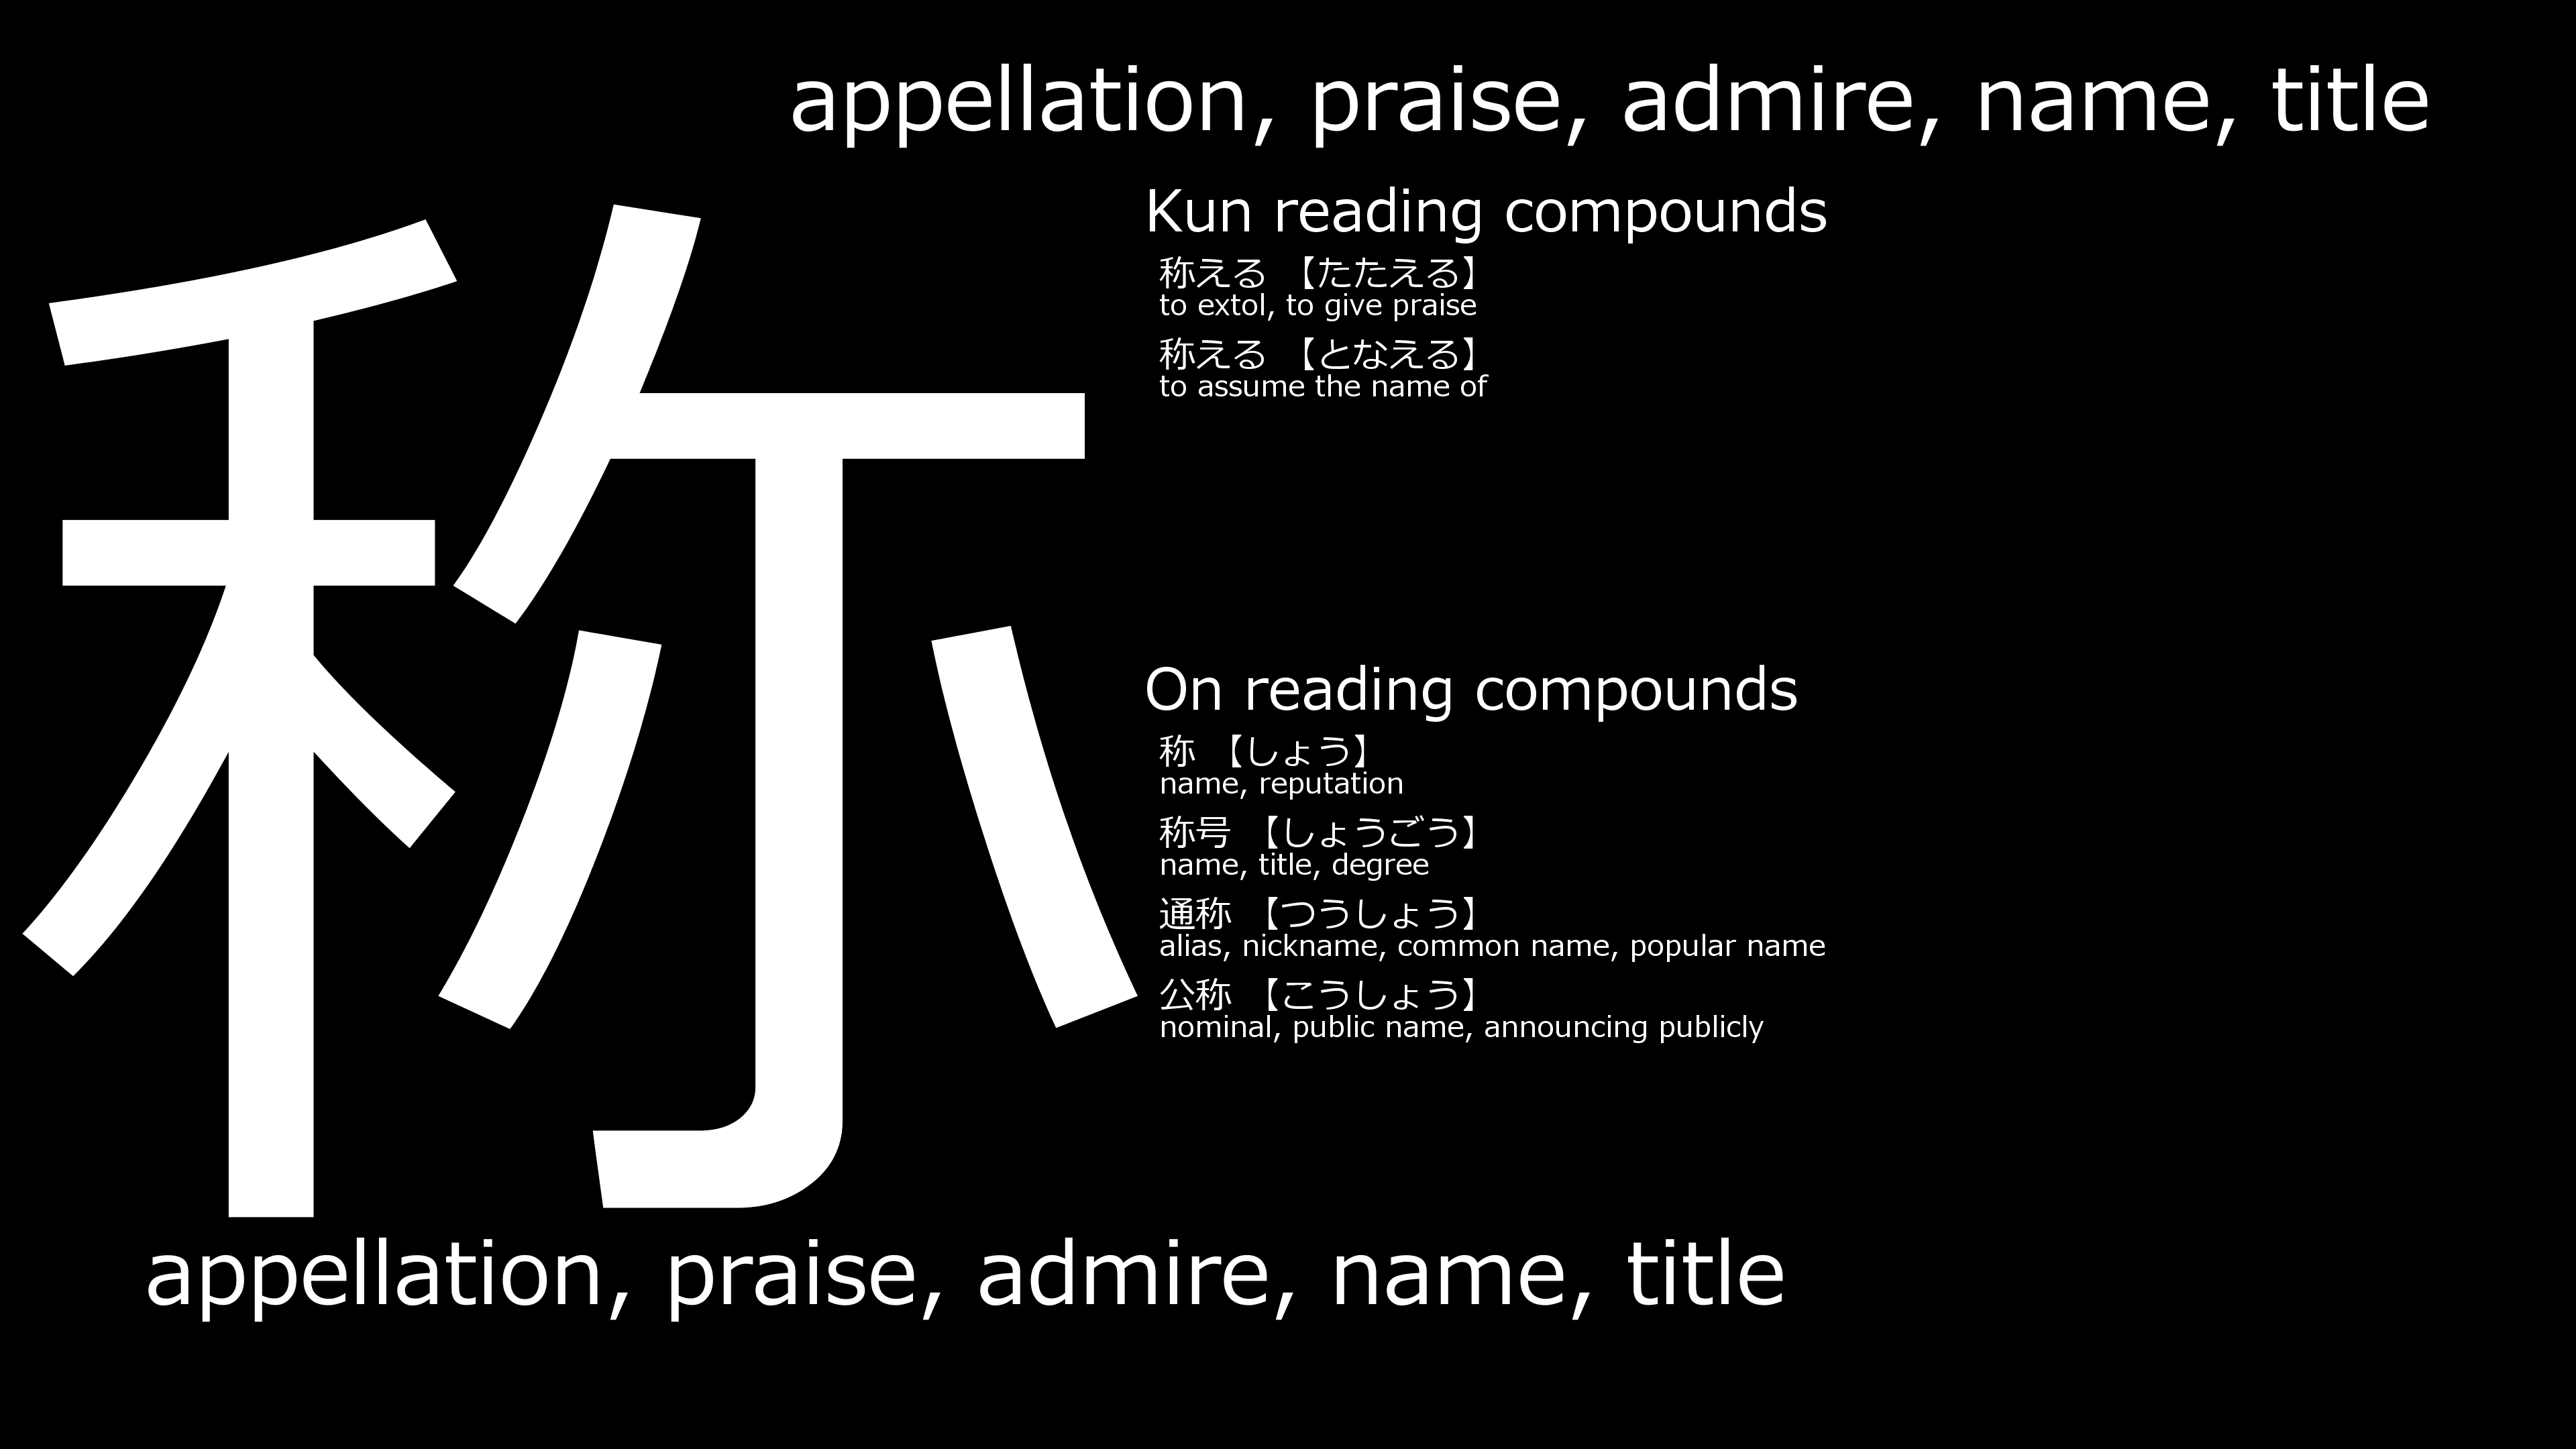 appellation, praise, admire, name, title
称
Kun reading compounds
称える 【たたえる】
to extol, to give praise
称える 【となえる】
to assume the name of
On reading compounds
称 【しょう】
name, reputation
称号 【しょうごう】
name, title, degree
通称 【つうしょう】
alias, nickname, common name, popular name
公称 【こうしょう】
nominal, public name, announcing publicly
appellation, praise, admire, name, title